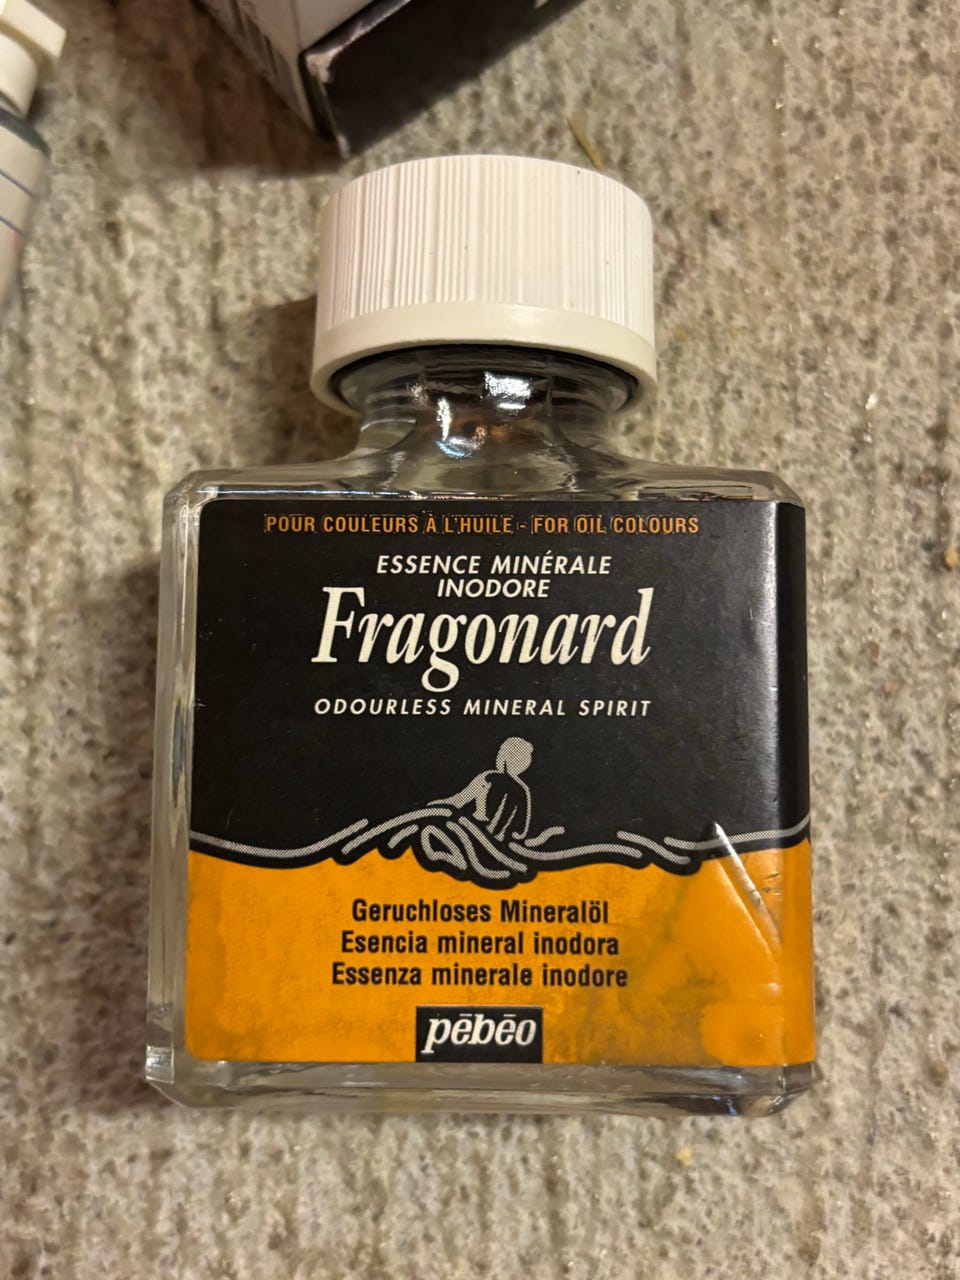 POUR COULEURS À L'HUILE - FOR OIL COLOURS
ESSENCE MINÉRALE
INODORE
Fragonard
ODOURLESS MINERAL SPIRIT
Geruchloses Mineralöl
Esencia mineral inodora
Essenza minerale inodore
pēbēo